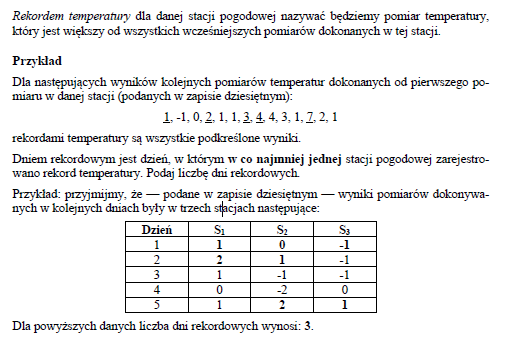 Rekordem temperatury dla danej stacji pogodowej nazywać będziemy pomiar temperatury,
który jest większy od wszystkich wcześniejszych pomiarów dokonanych w tej stacji.
Przykład
Dla następujących wyników kolejnych pomiarów temperatur dokonanych od pierwszego po-
miaru w danej stacji (podanych w zapisie dziesiętnym):
1, -1, 0, 2, 1, 1, 3, 4, 4, 3, 1, 7, 2, 1
rekordami temperatury są wszystkie podkreślone wyniki.
Dniem rekordowym jest dzień, w którym w co najmniej jednej stacji pogodowej zarejestro-
wano rekord temperatury. Podaj liczbę dni rekordowych.
Przykład: przyjmijmy, że — podane w zapisie dziesiętnym — wyniki pomiarów dokonywa-
nych w kolejnych dniach były w trzech stacjach następujące:
Dzień S1 S2 S3
1 1 0 -1
2 2 1 -1
3 1 -1 -1
4 0 -2 0
5 1 2 1
Dla powyższych danych liczba dni rekordowych wynosi: 3.